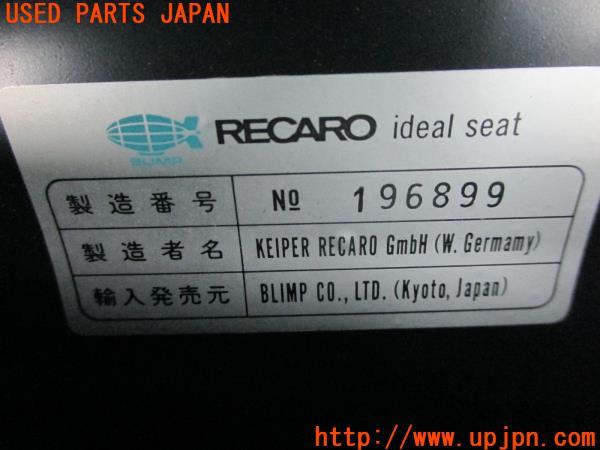 USED PARTS JAPAN
BLIMP
RECARO ideal seat
製造番号 № 196899
製造者名 KEIPER RECARO GmbH (W. Germamy)
輸入発売元 BLIMP CO., LTD. (Kyoto, Japan)
http://www.upjpn.com/